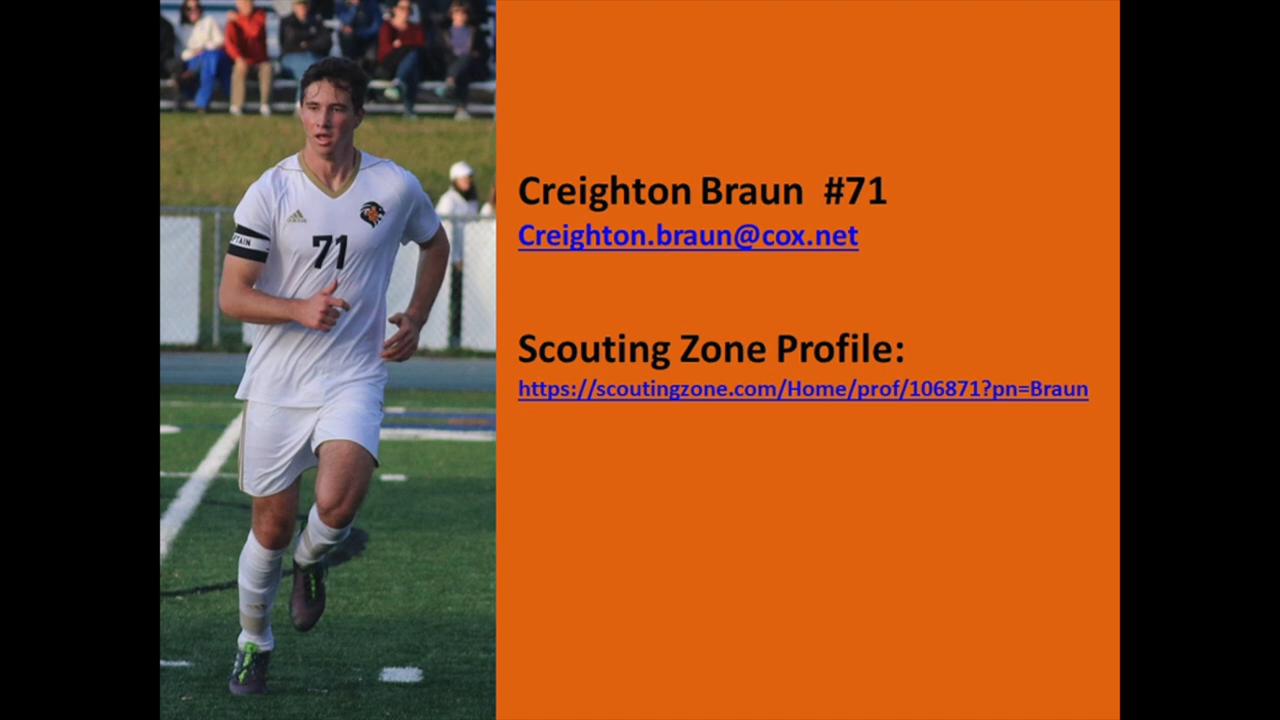 TAIN
71
Creighton Braun #71
Creighton.braun@cox.net
Scouting Zone Profile:
https://scoutingzone.com/Home/prof/106871?pn=Braun